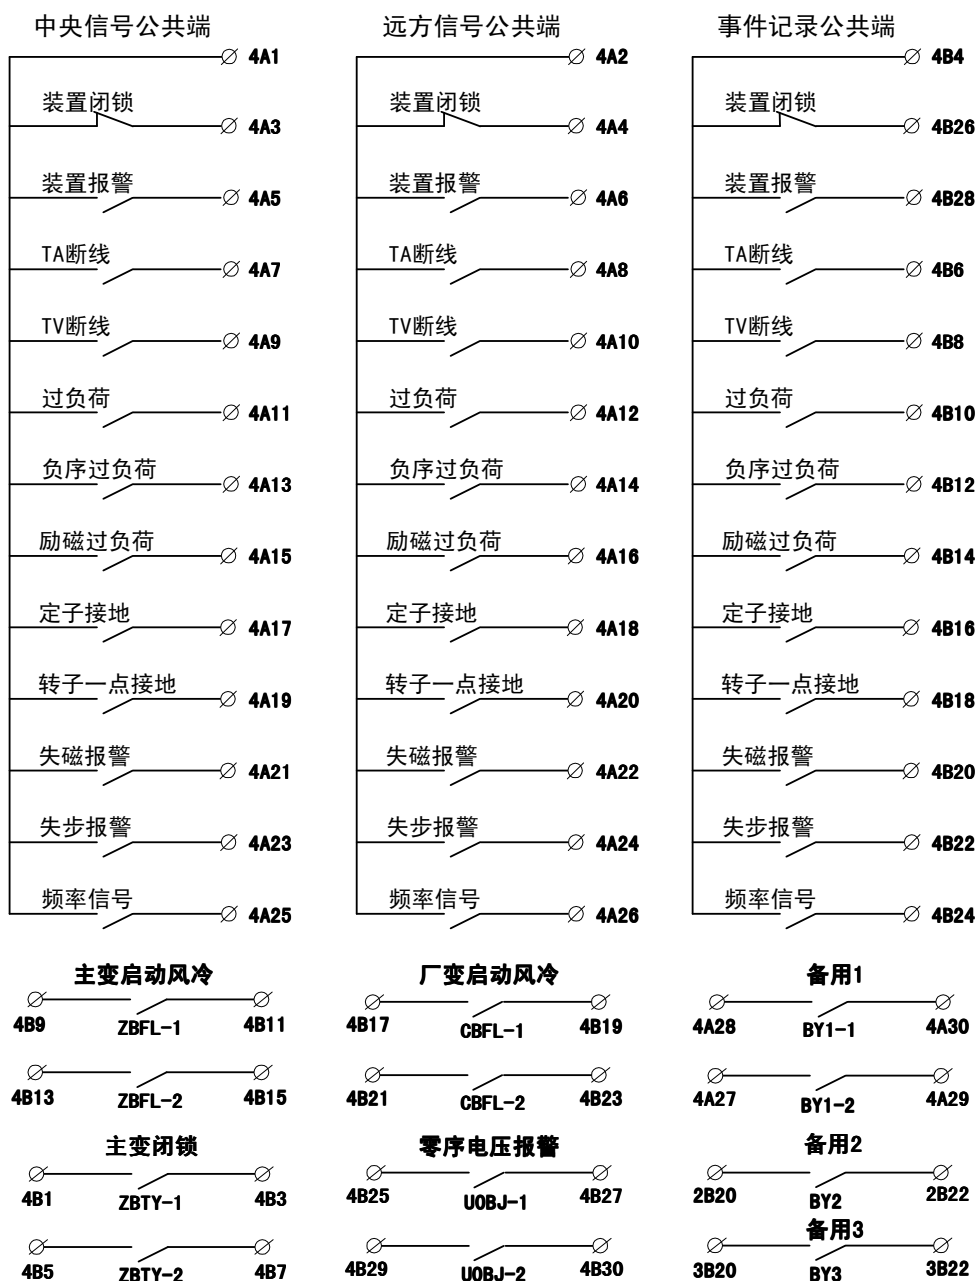 中央信号公共端 远方信号公共端 事件记录公共端
4A1 4A2 4B4
装置闭锁 装置闭锁 装置闭锁
4A3 4A4 4B26
装置报警 装置报警 装置报警
4A5 4A6 4B28
TA断线 TA断线 TA断线
4A7 4A8 4B6
TV断线 TV断线 TV断线
4A9 4A10 4B8
过负荷 过负荷 过负荷
4A11 4A12 4B10
负序过负荷 负序过负荷 负序过负荷
4A13 4A14 4B12
励磁过负荷 励磁过负荷 励磁过负荷
4A15 4A16 4B14
定子接地 定子接地 定子接地
4A17 4A18 4B16
转子一点接地 转子一点接地 转子一点接地
4A19 4A20 4B18
失磁报警 失磁报警 失磁报警
4A21 4A22 4B20
失步报警 失步报警 失步报警
4A23 4A24 4B22
频率信号 频率信号 频率信号
4A25 4A26 4B24
主变启动风冷 厂变启动风冷 备用1
4B9 ZBFL-1 4B11 4B17 CBFL-1 4B19 4A28 BY1-1 4A30
4B13 ZBFL-2 4B15 4B21 CBFL-2 4B23 4A27 BY1-2 4A29
主变闭锁 零序电压报警 备用2
4B1 ZBTY-1 4B3 4B25 U0BJ-1 4B27 2B20 BY2 2B22
备用3
4B5 ZBTY-2 4B7 4B29 U0BJ-2 4B30 3B20 BY3 3B22